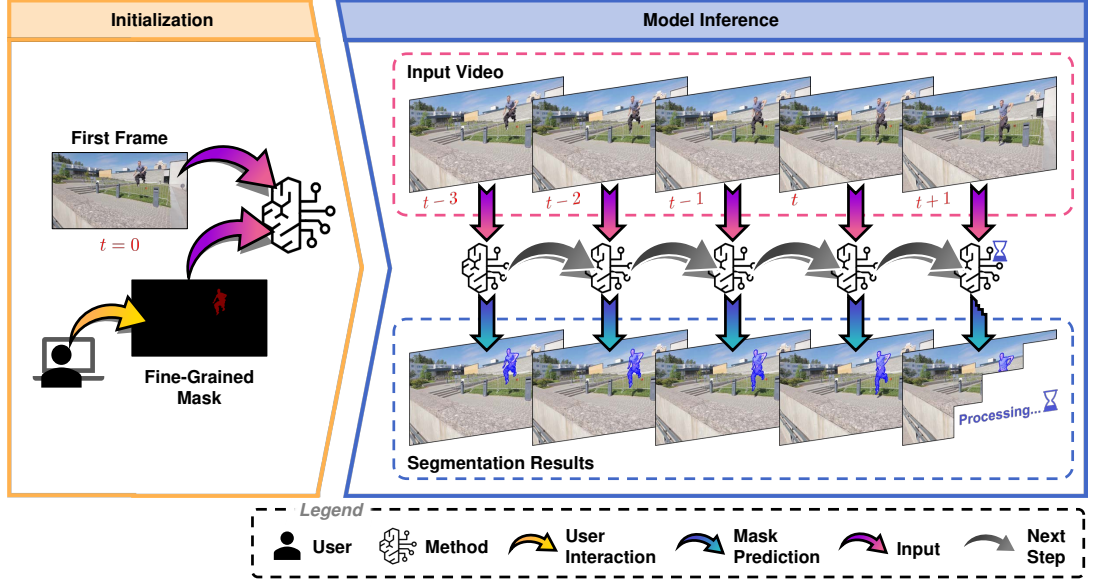 Initialization
Model Inference
First Frame
t = 0
Fine-Grained
Mask
Input Video
t − 3
t − 2
t − 1
t
t + 1
Processing...
Segmentation Results
Legend
User
Method
User
Interaction
Mask
Prediction
Input
Next
Step